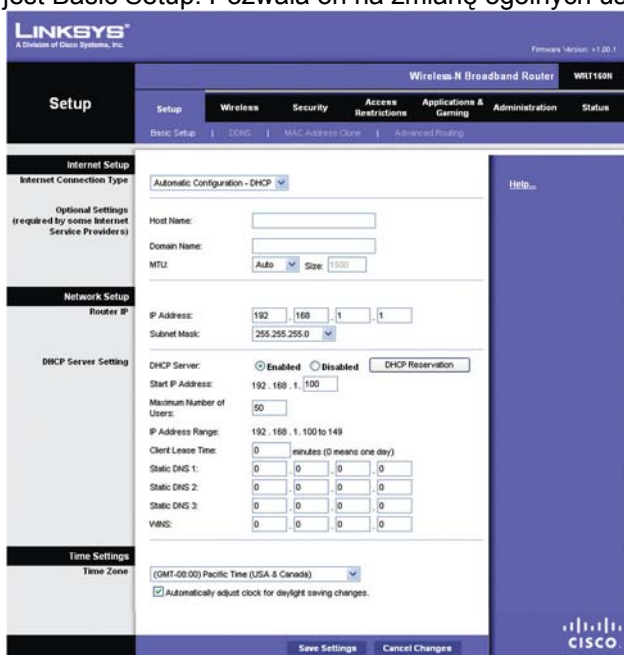 jest Basic Setup. Pozwala on na zmianę ogólnych us
LINKSYS®
A Division of Cisco Systems, Inc.
Firmware Version: v1.00.1
Wireless-N Broadband Router WRT160N
Setup
Setup Wireless Security Access Restrictions Applications & Gaming Administration Status
Basic Setup | DDNS | MAC Address Clone | Advanced Routing
Internet Setup
Internet Connection Type
Automatic Configuration - DHCP
Help...
Optional Settings
(required by some Internet
Service Providers)
Host Name:
Domain Name:
MTU: Auto Size: 1500
Network Setup
Router IP
IP Address: 192 . 168 . 1 . 1
Subnet Mask: 255.255.255.0
DHCP Server Setting
DHCP Server: Enabled Disabled DHCP Reservation
Start IP Address: 192 . 168 . 1. 100
Maximum Number of
Users: 50
IP Address Range: 192 . 168 . 1. 100 to 149
Client Lease Time: 0 minutes (0 means one day)
Static DNS 1: 0 . 0 . 0 . 0
Static DNS 2: 0 . 0 . 0 . 0
Static DNS 3: 0 . 0 . 0 . 0
WINS: 0 . 0 . 0 . 0
Time Settings
Time Zone
(GMT-08:00) Pacific Time (USA & Canada)
Automatically adjust clock for daylight saving changes.
Save Settings Cancel Changes
CISCO